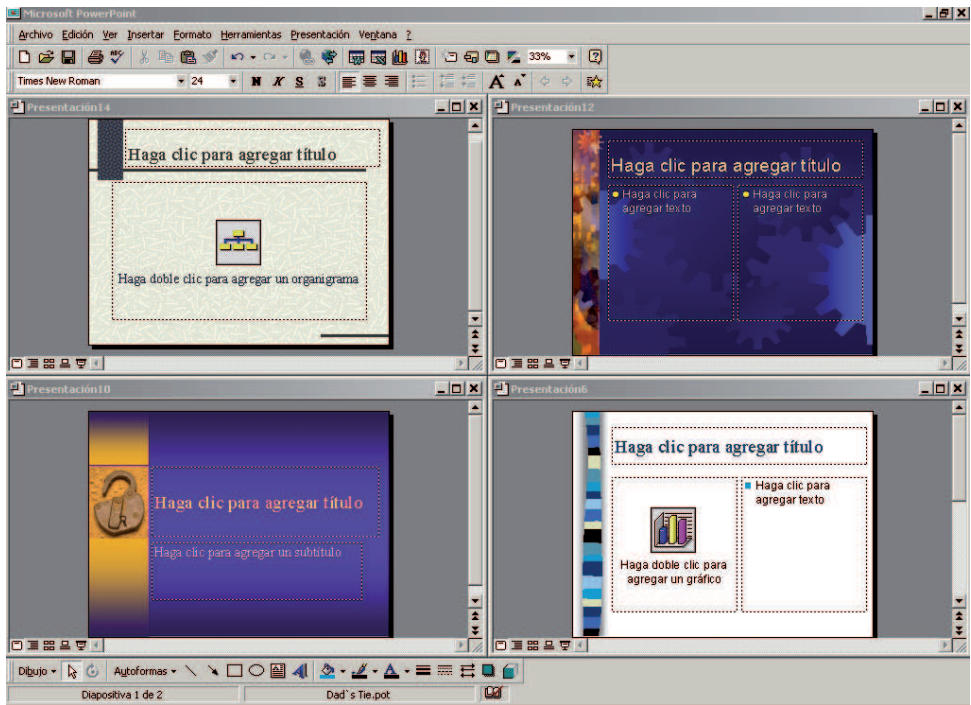 Microsoft PowerPoint
Archivo Edición Ver Insertar Formato Herramientas Presentación Ventana ?
33%
Times New Roman 24 N K S S A A
Presentación14
Haga clic para agregar título
Haga doble clic para agregar un organigrama
Presentación12
Haga clic para agregar título
Haga clic para
agregar texto
Haga clic para
agregar texto
Presentación10
R
Haga clic para agregar título
Haga clic para agregar un subtítulo
Presentación6
Haga clic para agregar título
Haga doble clic para
agregar un gráfico
Haga clic para
agregar texto
Dibujo Autoformas A
Diapositiva 1 de 2 Dad`s Tie.pot